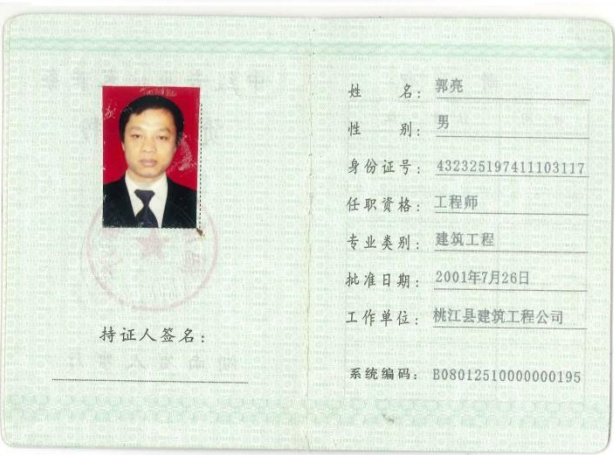 姓 名: 郭亮
性 别: 男
身份证号: 432325197411103117
任职资格: 工程师
专业类别: 建筑工程
批准日期: 2001年7月26日
工作单位: 桃江县建筑工程公司
系统编码: B08012510000000195
持证人签名: